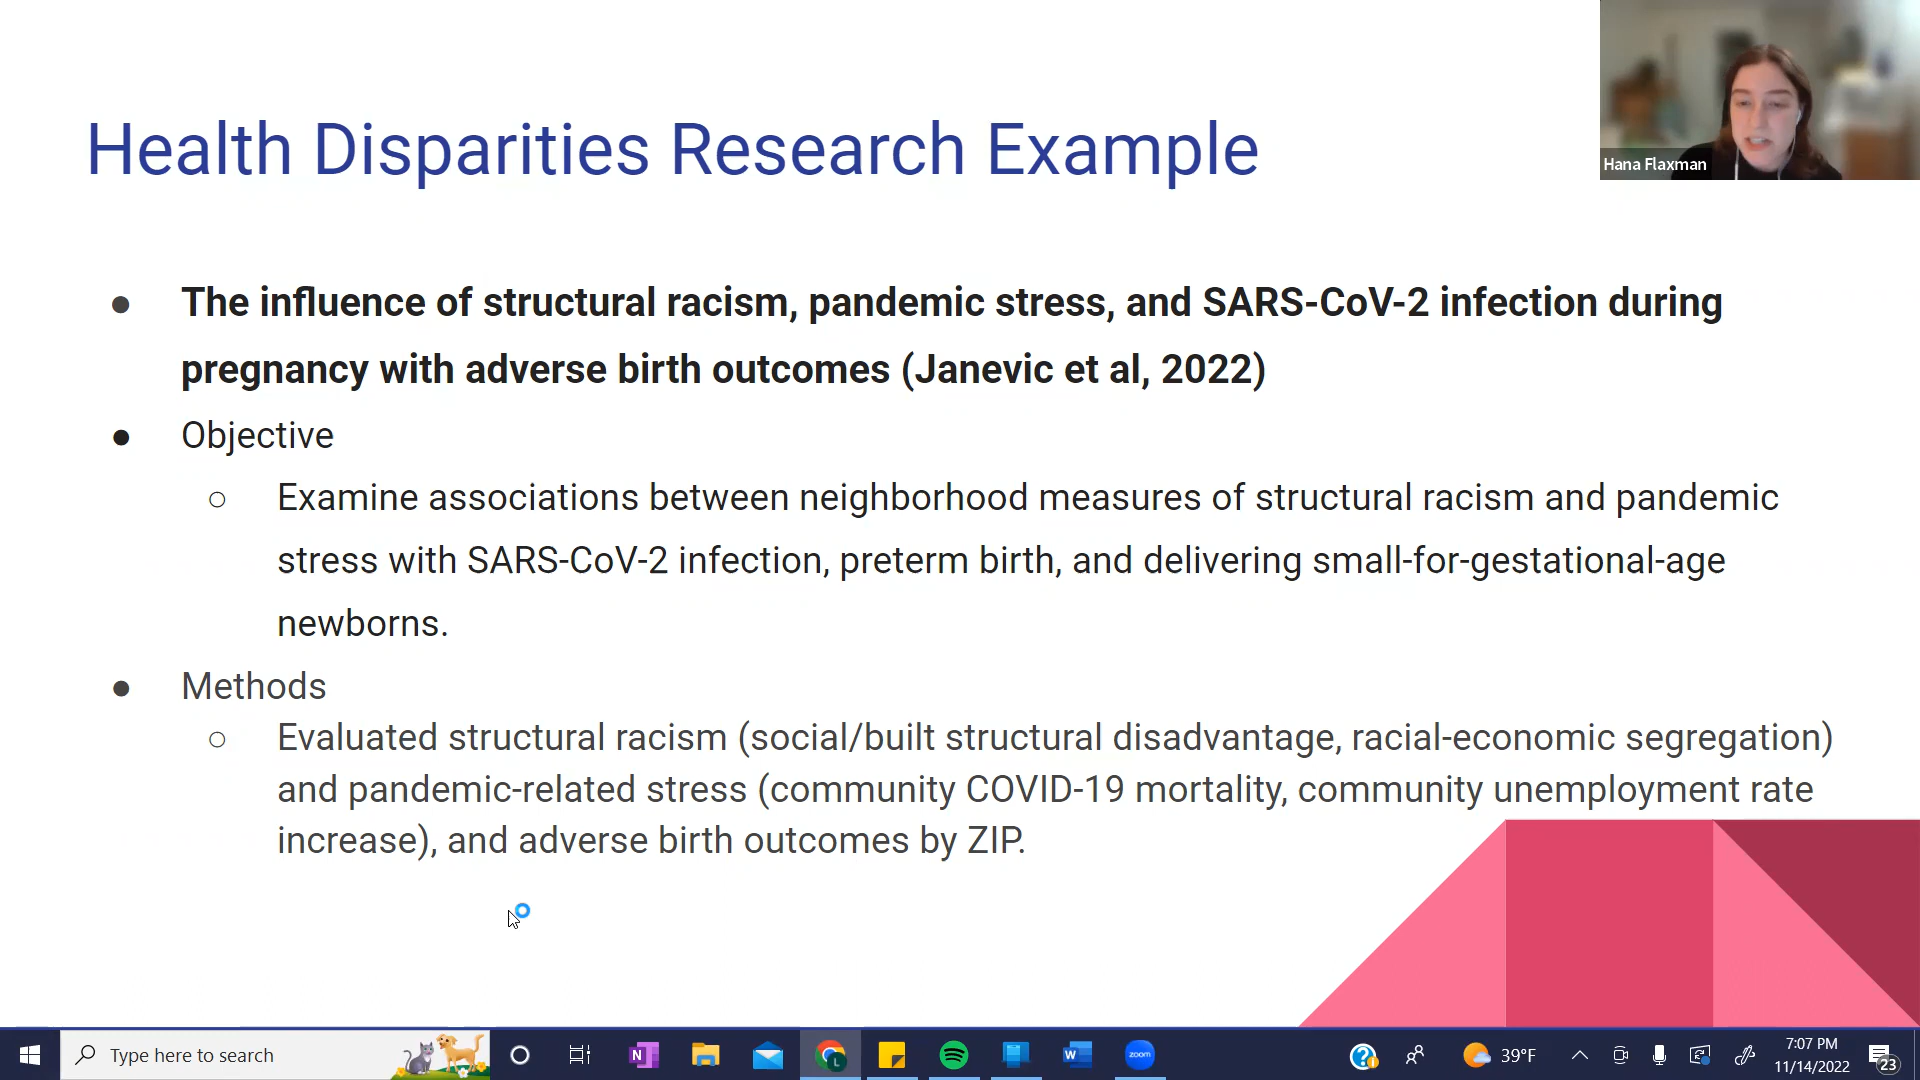 Health Disparities Research Example
Hana Flaxman
● The influence of structural racism, pandemic stress, and SARS-CoV-2 infection during
pregnancy with adverse birth outcomes (Janevic et al, 2022)
● Objective
○ Examine associations between neighborhood measures of structural racism and pandemic
stress with SARS-CoV-2 infection, preterm birth, and delivering small-for-gestational-age
newborns.
● Methods
○ Evaluated structural racism (social/built structural disadvantage, racial-economic segregation)
and pandemic-related stress (community COVID-19 mortality, community unemployment rate
increase), and adverse birth outcomes by ZIP.
Type here to search
N
L
W
zoom
39°F
7:07 PM
11/14/2022
23